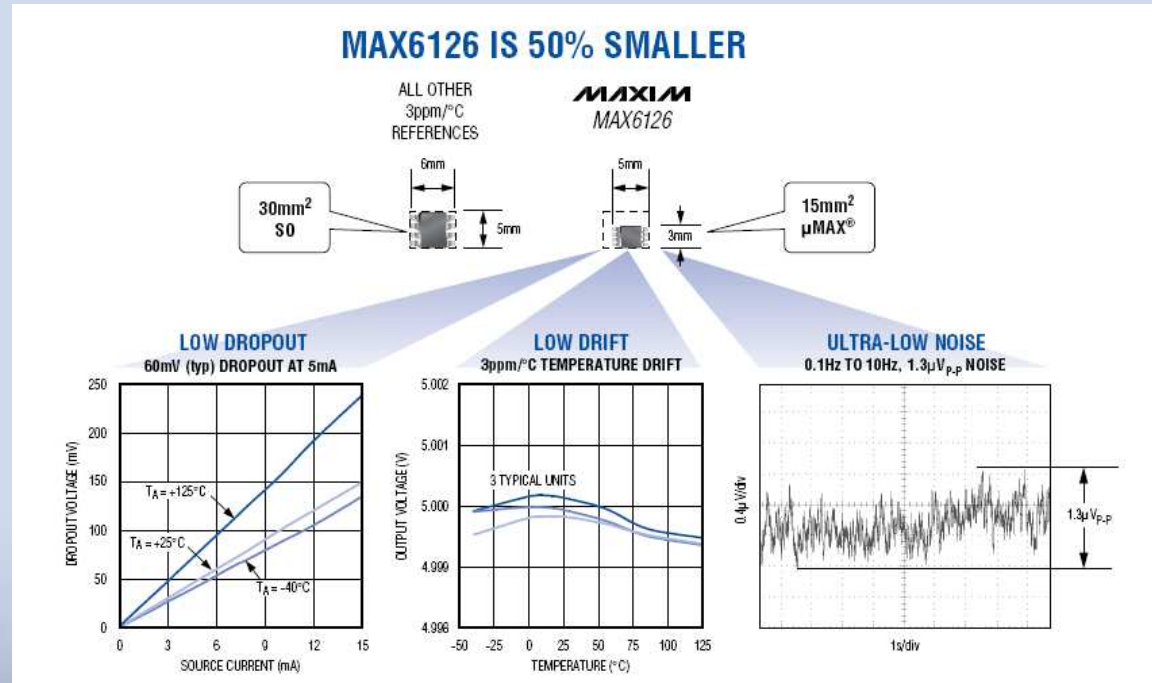 MAX6126 IS 50% SMALLER
ALL OTHER
3ppm/°C
REFERENCES
MAXIM
MAX6126
6mm
5mm
30mm²
SO
5mm
3mm
15mm²
µMAX®
LOW DROPOUT
60mV (typ) DROPOUT AT 5mA
250
200
150
100
50
0
DROPOUT VOLTAGE (mV)
TA = +125°C
TA = +25°C
TA = -40°C
0 3 6 9 12 15
SOURCE CURRENT (mA)
LOW DRIFT
3ppm/°C TEMPERATURE DRIFT
5.002
5.001
5.000
4.999
4.998
OUTPUT VOLTAGE (V)
3 TYPICAL UNITS
-50 -25 0 25 50 75 100 125
TEMPERATURE (°C)
ULTRA-LOW NOISE
0.1Hz TO 10Hz, 1.3µVP-P NOISE
0.4µV/div
1.3µVP-P
1s/div